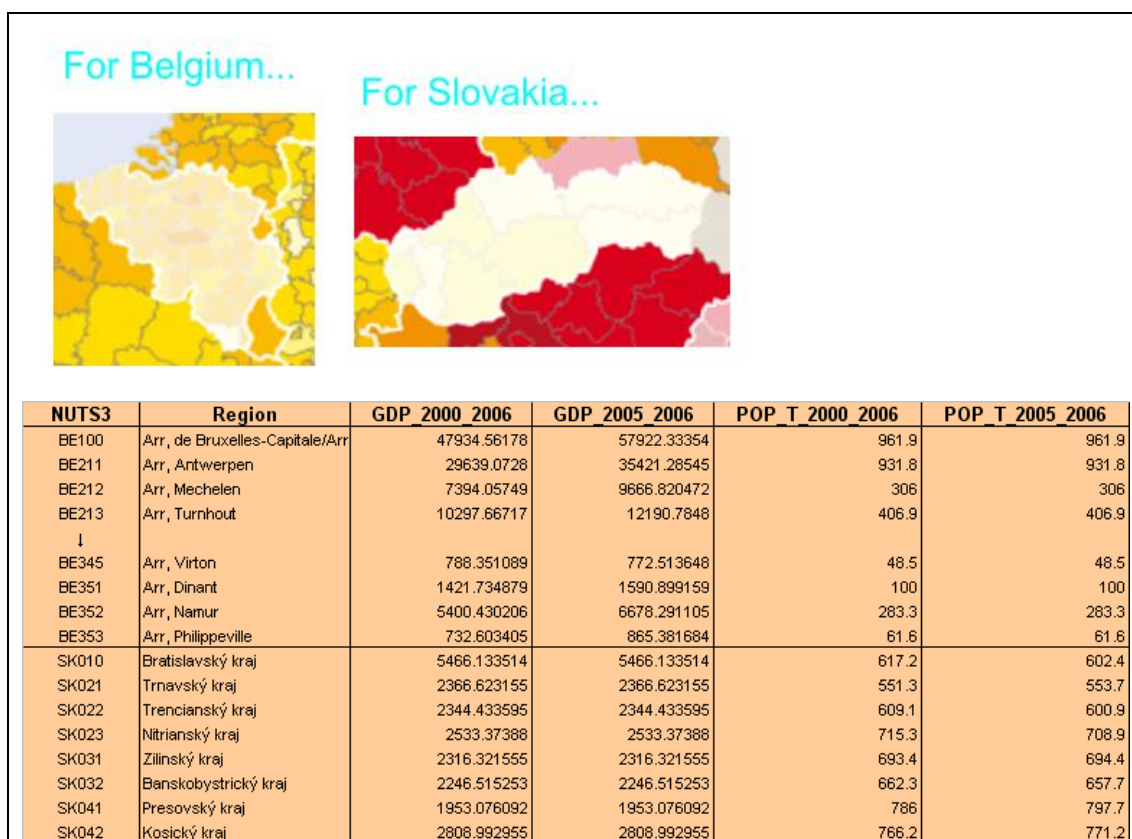 For Belgium...
For Slovakia...
NUTS3 Region GDP_2000_2006 GDP_2005_2006 POP_T_2000_2006 POP_T_2005_2006
BE100 Arr, de Bruxelles-Capitale/Arr 47934.56178 57922.33354 961.9 961.9
BE211 Arr, Antwerpen 29639.0728 35421.28545 931.8 931.8
BE212 Arr, Mechelen 7394.05749 9666.820472 306 306
BE213 Arr, Turnhout 10297.66717 12190.7848 406.9 406.9
↓
BE345 Arr, Virton 788.351089 772.513648 48.5 48.5
BE351 Arr, Dinant 1421.734879 1590.899159 100 100
BE352 Arr, Namur 5400.430206 6678.291105 283.3 283.3
BE353 Arr, Philippeville 732.603405 865.381684 61.6 61.6
SK010 Bratislavský kraj 5466.133514 5466.133514 617.2 602.4
SK021 Trnavský kraj 2366.623155 2366.623155 551.3 553.7
SK022 Trencianský kraj 2344.433595 2344.433595 609.1 600.9
SK023 Nitrianský kraj 2533.37388 2533.37388 715.3 708.9
SK031 Zilinský kraj 2316.321555 2316.321555 693.4 694.4
SK032 Banskobystrický kraj 2246.515253 2246.515253 662.3 657.7
SK041 Presovský kraj 1953.076092 1953.076092 786 797.7
SK042 Kosický kraj 2808.992955 2808.992955 766.2 771.2